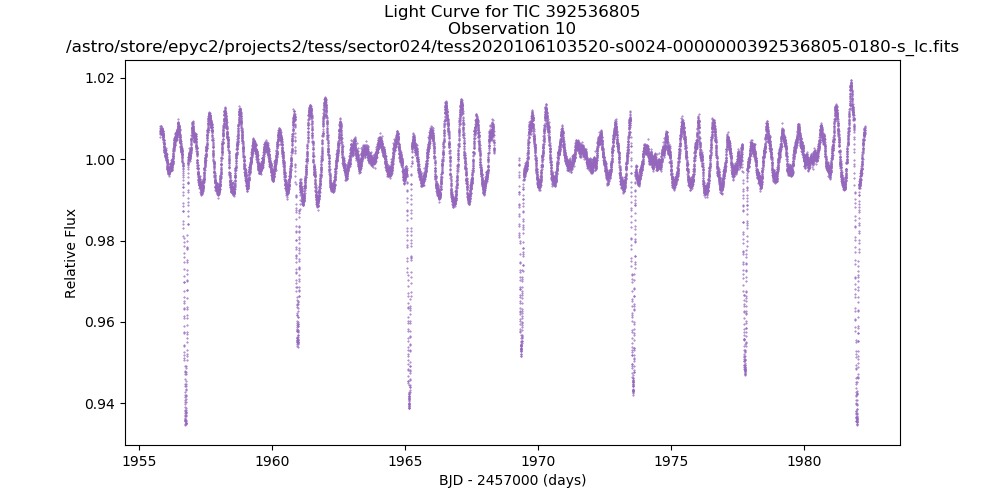 Light Curve for TIC 392536805
Observation 10
/astro/store/epyc2/projects2/tess/sector024/tess2020106103520-s0024-0000000392536805-0180-s_lc.fits
1.02
1.00
0.98
0.96
0.94
Relative Flux
1955
1960
1965
1970
1975
1980
BJD - 2457000 (days)